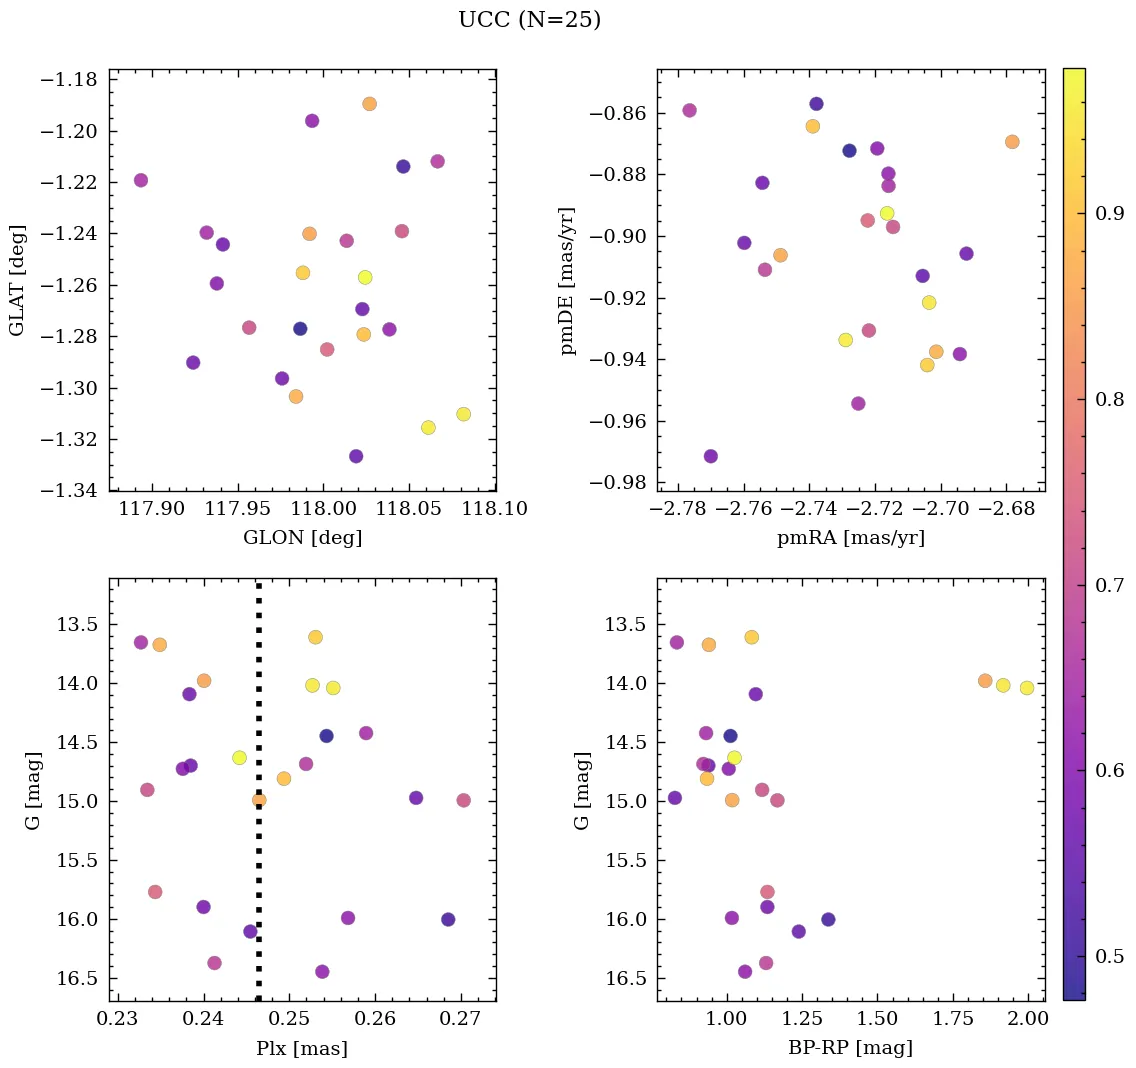 UCC (N=25)
−1.18
−1.20
−1.22
−1.24
−1.26
−1.28
−1.30
−1.32
−1.34
GLAT [deg]
117.90 117.95 118.00 118.05 118.10
GLON [deg]
−0.86
−0.88
−0.90
−0.92
−0.94
−0.96
−0.98
pmDE [mas/yr]
−2.78 −2.76 −2.74 −2.72 −2.70 −2.68
pmRA [mas/yr]
13.5
14.0
14.5
15.0
15.5
16.0
16.5
G [mag]
0.23 0.24 0.25 0.26 0.27
Plx [mas]
13.5
14.0
14.5
15.0
15.5
16.0
16.5
G [mag]
1.00 1.25 1.50 1.75 2.00
BP-RP [mag]
0.9
0.8
0.7
0.6
0.5